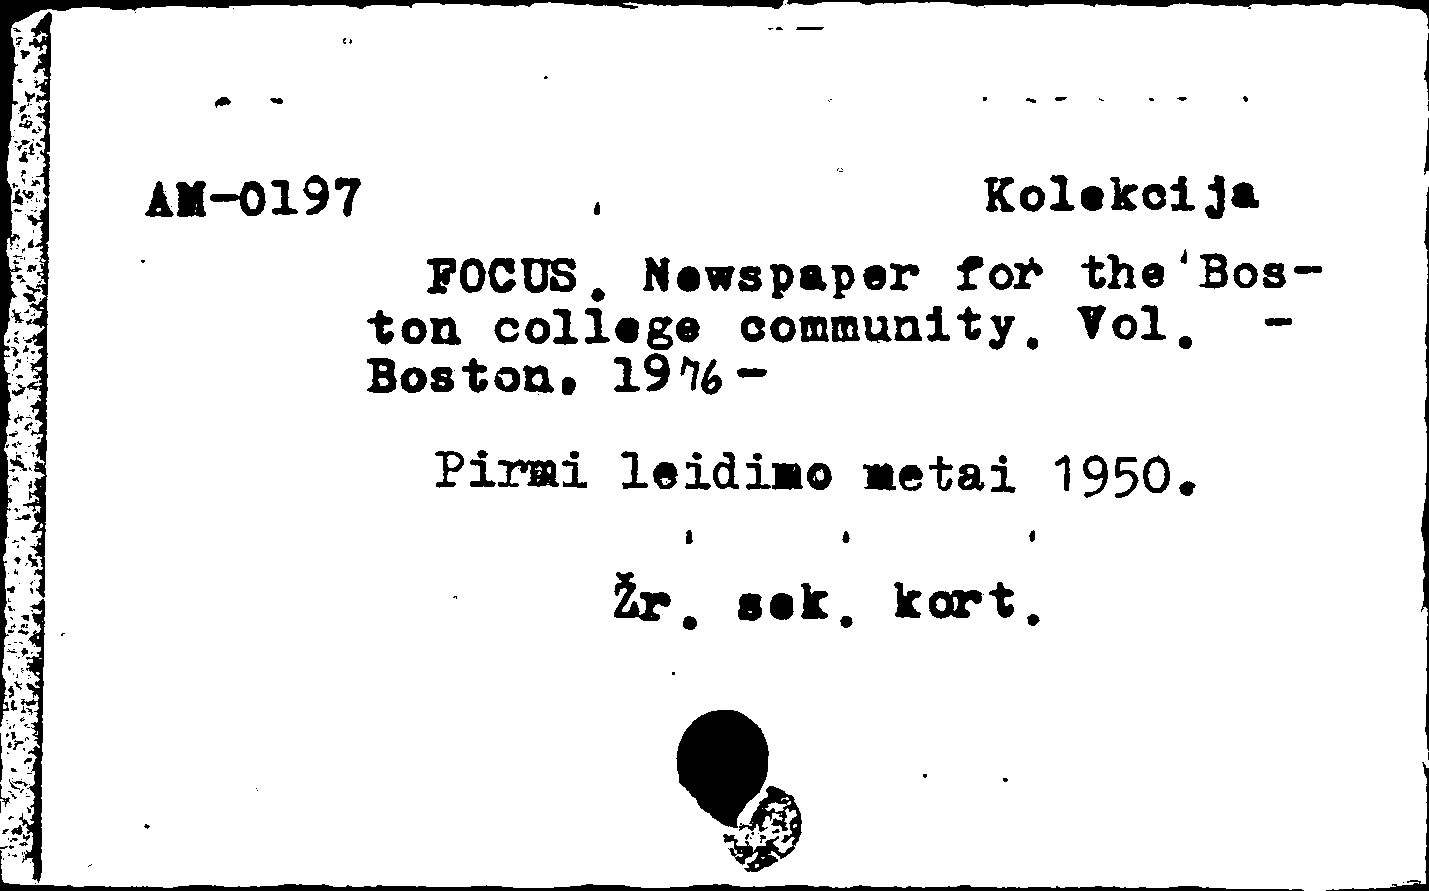 AM-0197 Kolekcija
FOCUS. Newspaper for the Bos-
ton college community. Vol. -
Boston. 1976-
Pirmi leidimo metai 1950.
Žr. sek. kort.